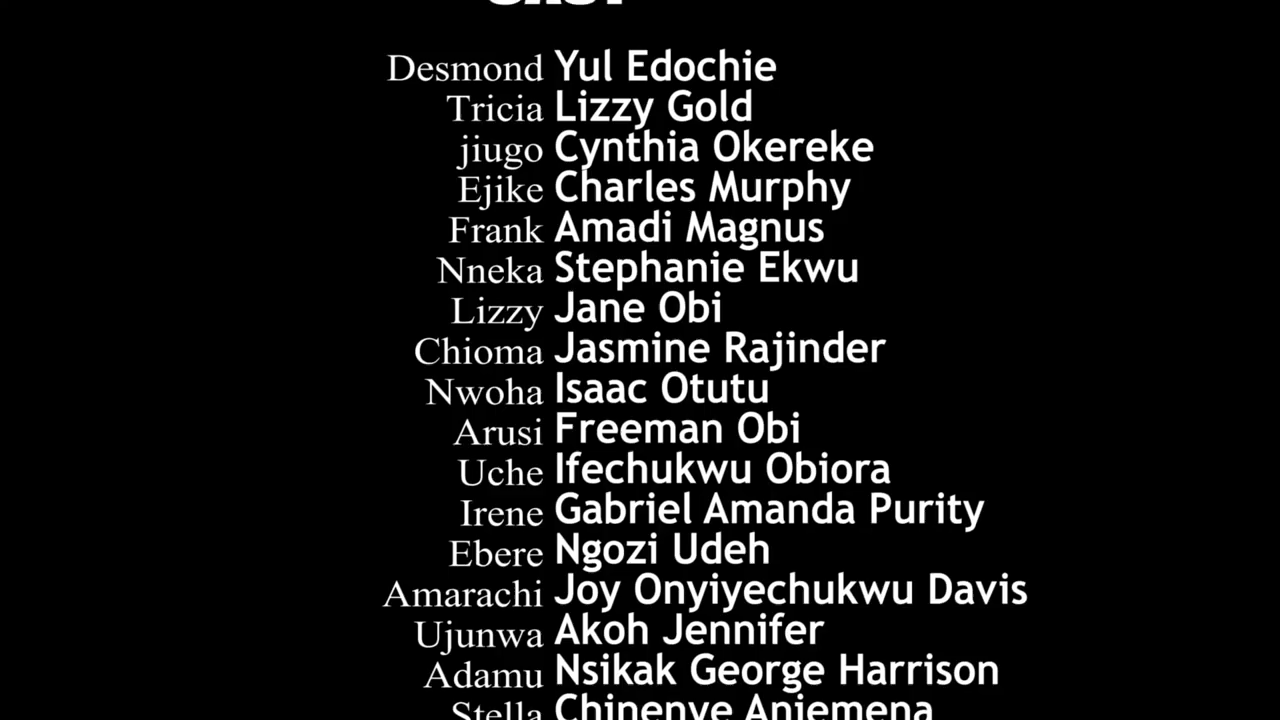 CAST
Desmond Yul Edochie
Tricia Lizzy Gold
jiugo Cynthia Okereke
Ejike Charles Murphy
Frank Amadi Magnus
Nneka Stephanie Ekwu
Lizzy Jane Obi
Chioma Jasmine Rajinder
Nwoha Isaac Otutu
Arusi Freeman Obi
Uche Ifechukwu Obiora
Irene Gabriel Amanda Purity
Ebere Ngozi Udeh
Amarachi Joy Onyiyechukwu Davis
Ujunwa Akoh Jennifer
Adamu Nsikak George Harrison
Stella Chinenye Aniemena